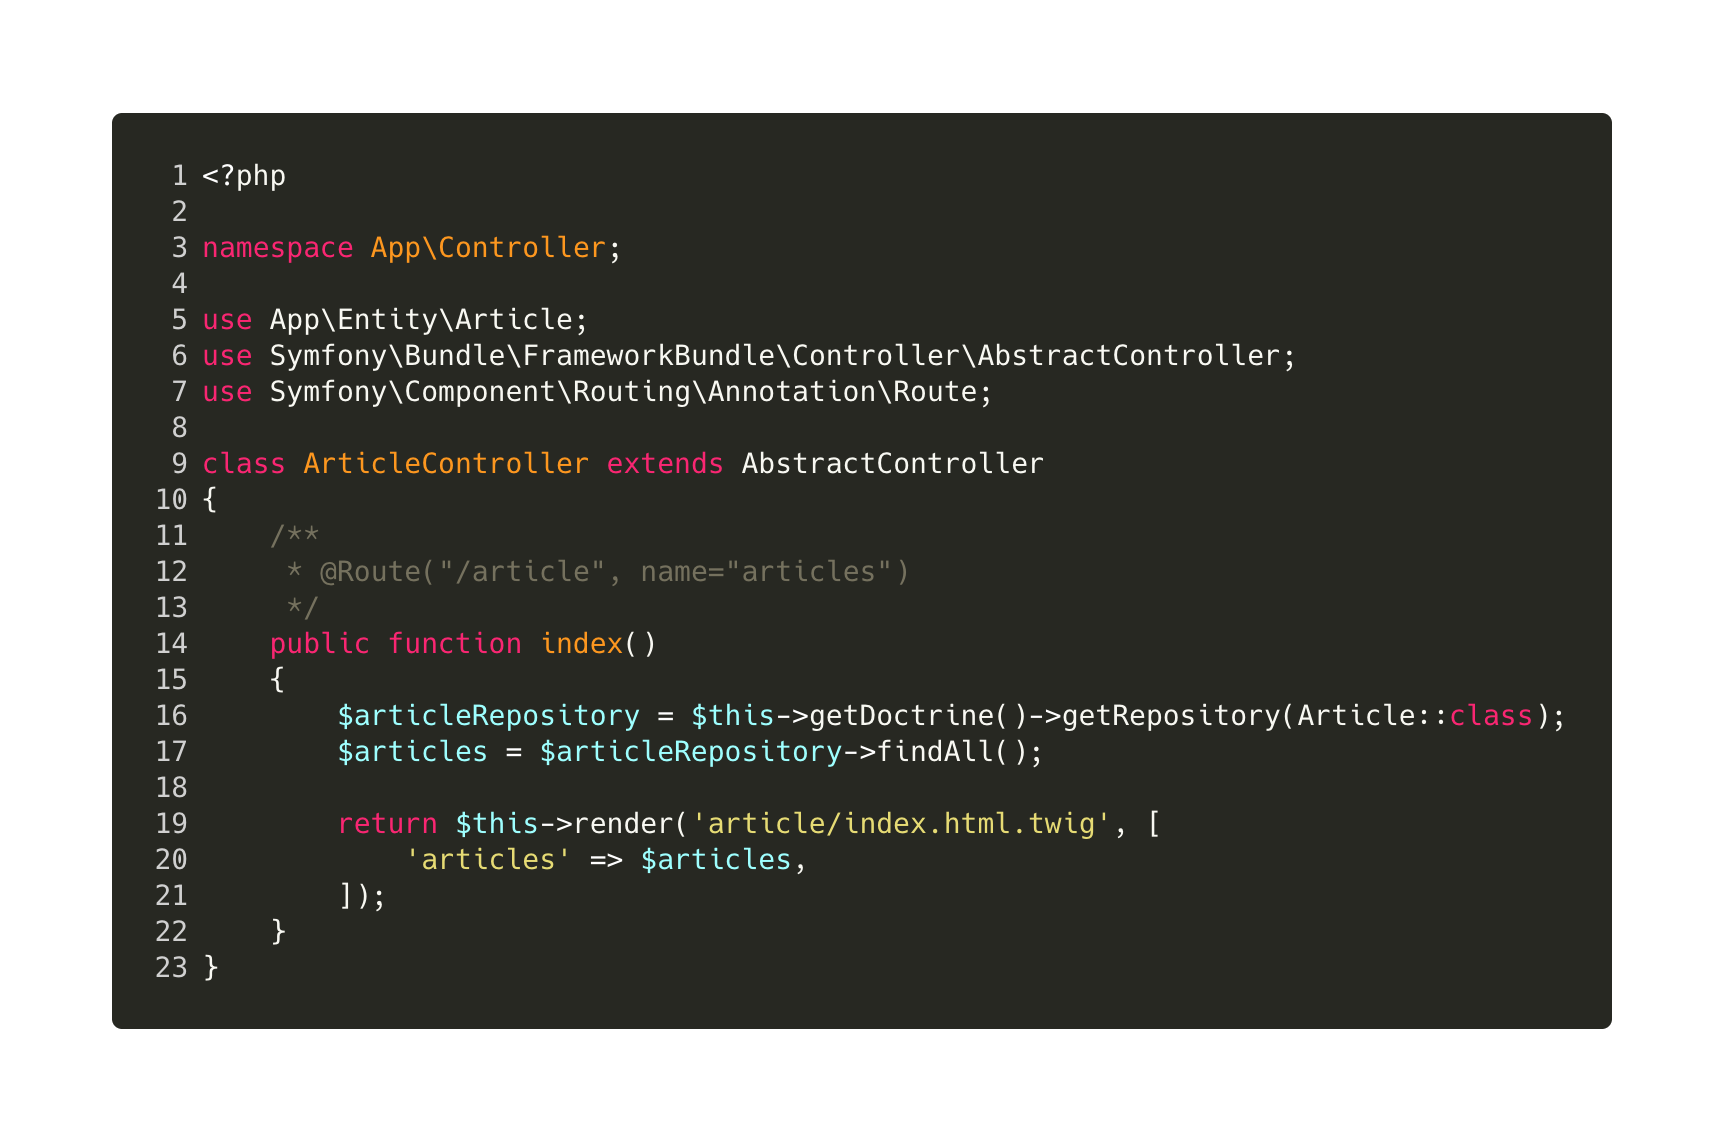 1 <?php
2
3 namespace App\Controller;
4
5 use App\Entity\Article;
6 use Symfony\Bundle\FrameworkBundle\Controller\AbstractController;
7 use Symfony\Component\Routing\Annotation\Route;
8
9 class ArticleController extends AbstractController
10 {
11     /**
12      * @Route("/article", name="articles")
13      */
14     public function index()
15     {
16         $articleRepository = $this->getDoctrine()->getRepository(Article::class);
17         $articles = $articleRepository->findAll();
18
19         return $this->render('article/index.html.twig', [
20             'articles' => $articles,
21         ]);
22     }
23 }